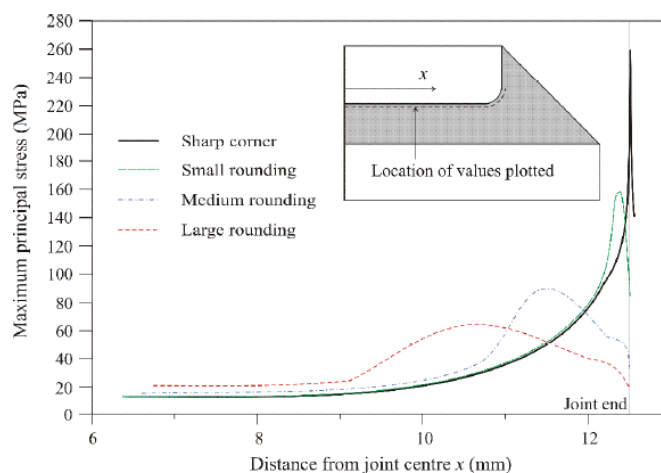 280
260
240
220
200
180
160
140
120
100
80
60
40
20
0
Maximum principal stress (MPa)
x
Location of values plotted
Sharp corner
Small rounding
Medium rounding
Large rounding
Joint end
6
8
10
12
Distance from joint centre x (mm)